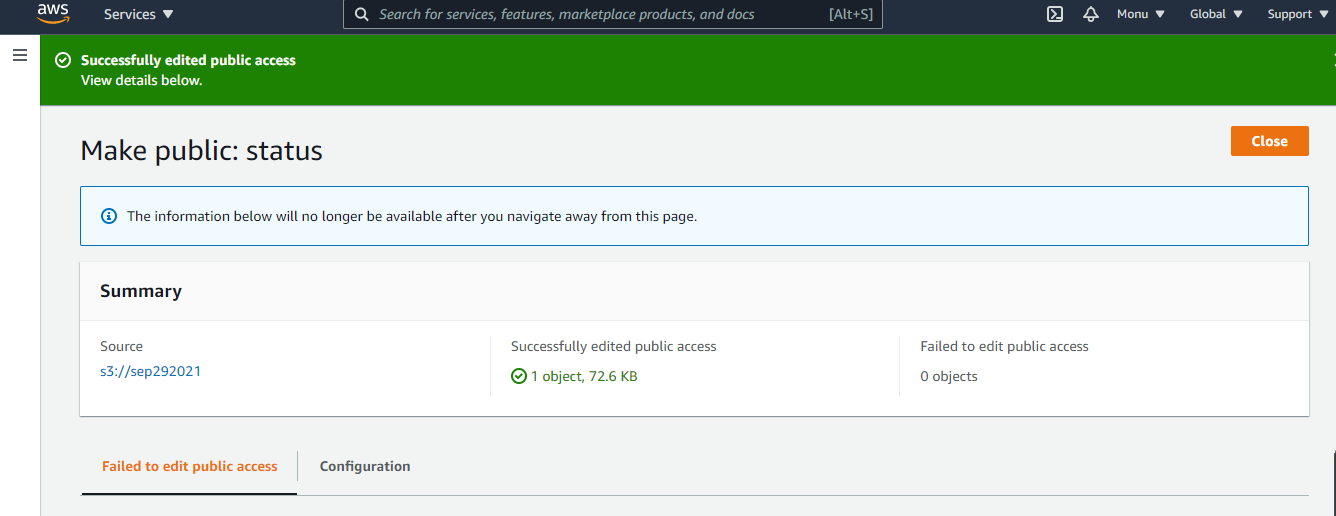 aws
Services
Search for services, features, marketplace products, and docs
[Alt+S]
Monu
Global
Support
Successfully edited public access
View details below.
Make public: status
Close
The information below will no longer be available after you navigate away from this page.
Summary
Source
s3://sep292021
Successfully edited public access
1 object, 72.6 KB
Failed to edit public access
0 objects
Failed to edit public access
Configuration